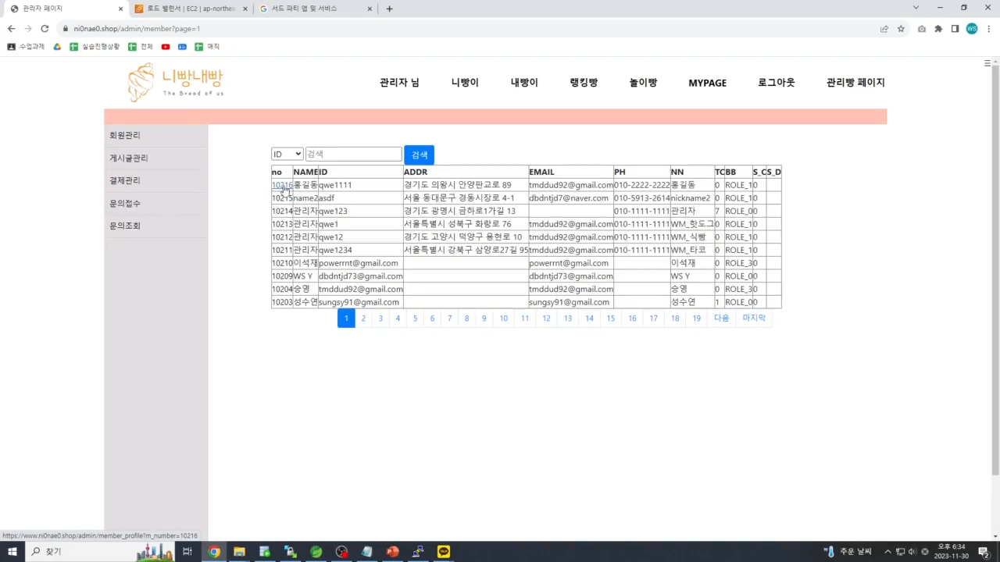 관리자 페이지
로드 밸런서 | EC2 | ap-northea
서드 파티 앱 및 서비스
ni0nae0.shop/admin/member?page=1
WS
수업과제 실습진행상황 전체 매직
니빵내빵
The Bread of us
관리자 님 니빵이 내빵이 랭킹빵 놀이빵 MYPAGE 로그아웃 관리빵 페이지
회원관리
게시글관리
결제관리
문의접수
문의조회
ID 검색 검색
no NAME ID ADDR EMAIL PH NN TC BB S_C S_D
10216 홍길동 qwe1111 경기도 의왕시 안양판교로 89 tmddud92@gmail.com 010-2222-2222 홍길동 0 ROLE_1 0
10215 name2 asdf 서울 동대문구 경동시장로 4-1 dbdntjd7@naver.com 010-5913-2614 nickname2 0 ROLE_1 0
10214 관리자 qwe123 경기도 광명시 금하로1가길 13 010-1111-1111 관리자 7 ROLE_0 0
10213 관리자 qwe1 서울특별시 성북구 화랑로 76 tmddud92@gmail.com 010-1111-1111 WM_핫도그 0 ROLE_1 0
10212 관리자 qwe12 경기도 고양시 덕양구 용현로 10 tmddud92@gmail.com 010-1111-1111 WM_식빵 0 ROLE_1 0
10211 관리자 qwe1234 서울특별시 강북구 삼양로27길 95 tmddud92@gmail.com 010-1111-1111 WM_타코 0 ROLE_1 0
10210 이석재 powerrnt@gmail.com powerrnt@gmail.com 이석재 0 ROLE_3 0
10209 WS Y dbdntjd73@gmail.com dbdntjd73@gmail.com WS Y 0 ROLE_0 0
10204 승영 tmddud92@gmail.com tmddud92@gmail.com 승영 0 ROLE_3 0
10203 성수연 sungsy91@gmail.com sungsy91@gmail.com 성수연 1 ROLE_0 0
1 2 3 4 5 6 7 8 9 10 11 12 13 14 15 16 17 18 19 다음 마지막
https://www.ni0nae0.shop/admin/member_profile?m_number=10216
찾기
추운 날씨
오후 6:34
2023-11-30
2